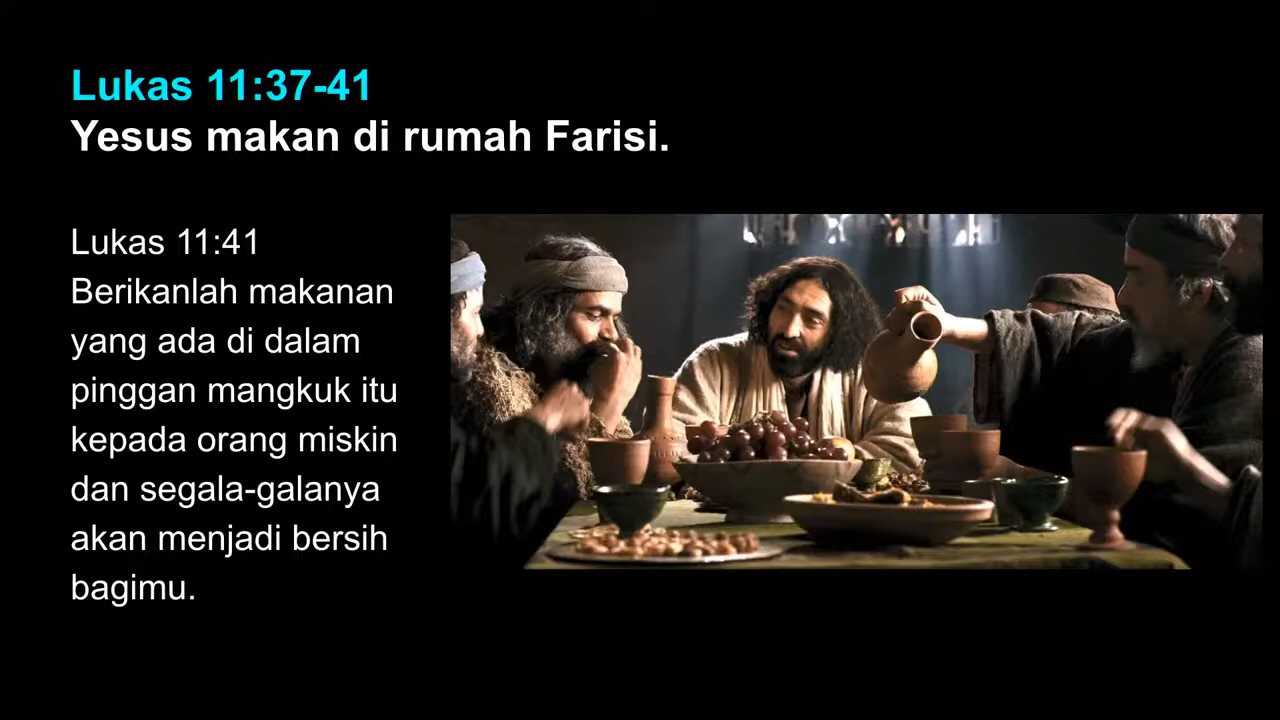 Lukas 11:37-41
Yesus makan di rumah Farisi.
Lukas 11:41
Berikanlah makanan
yang ada di dalam
pinggan mangkuk itu
kepada orang miskin
dan segala-galanya
akan menjadi bersih
bagimu.